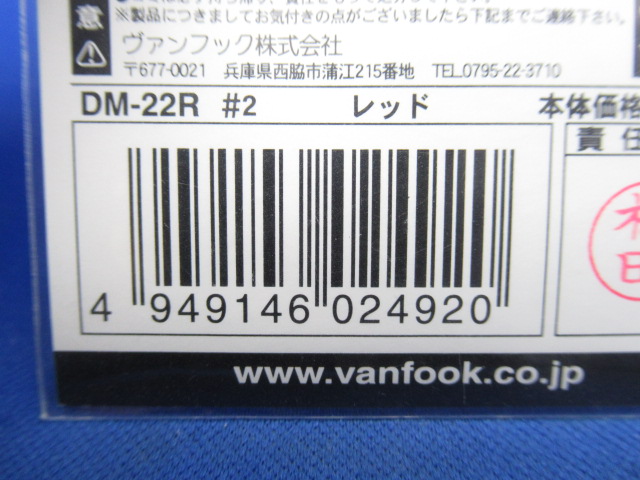 ※製品につきましてお気付きの点がございましたら下記までご連絡下さい。
意
ヴァンフック株式会社
〒677-0021 兵庫県西脇市蒲江215番地 TEL.0795-22-3710
DM-22R #2 レッド 本体価格
責任
4 949146 024920
www.vanfook.co.jp